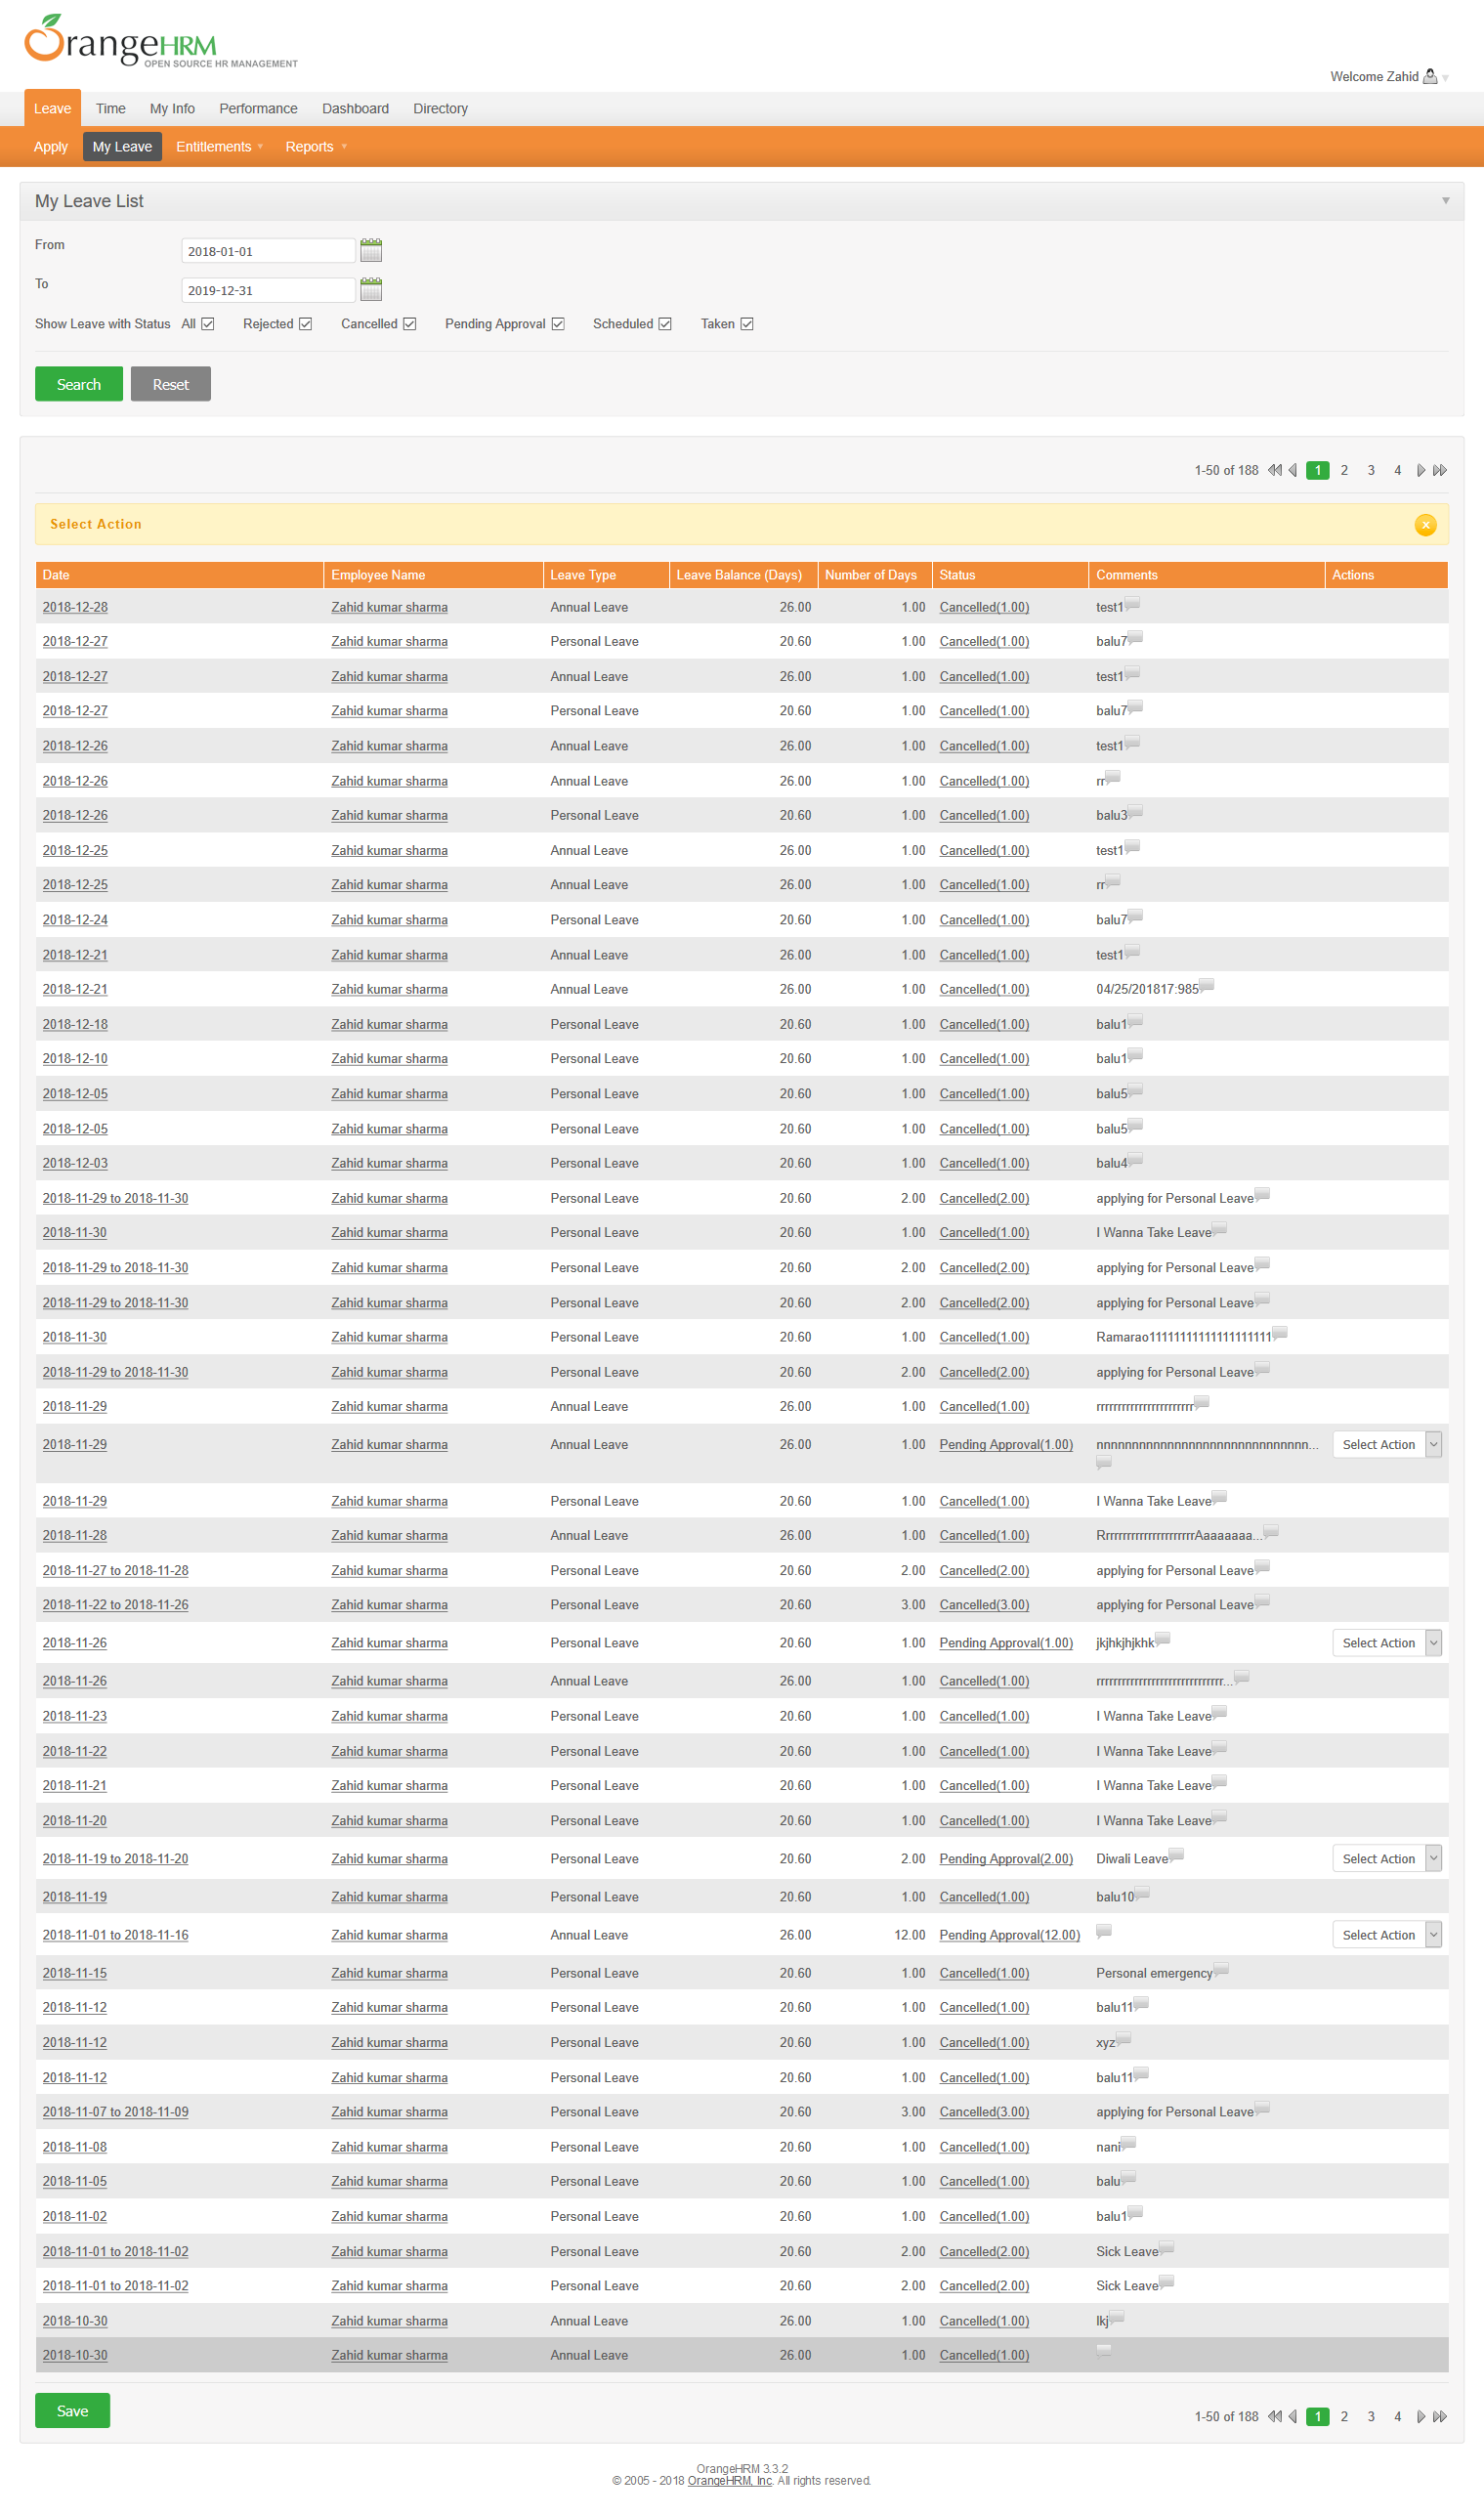 OrangeHRM
OPEN SOURCE HR MANAGEMENT
Welcome Zahid
Leave Time My Info Performance Dashboard Directory
Apply My Leave Entitlements Reports
My Leave List
From 2018-01-01
To 2019-12-31
Show Leave with Status All Rejected Cancelled Pending Approval Scheduled Taken
Search Reset
1-50 of 188 1 2 3 4
Select Action
Date Employee Name Leave Type Leave Balance (Days) Number of Days Status Comments Actions
2018-12-28 Zahid kumar sharma Annual Leave 26.00 1.00 Cancelled(1.00) test1
2018-12-27 Zahid kumar sharma Personal Leave 20.60 1.00 Cancelled(1.00) balu7
2018-12-27 Zahid kumar sharma Annual Leave 26.00 1.00 Cancelled(1.00) test1
2018-12-27 Zahid kumar sharma Personal Leave 20.60 1.00 Cancelled(1.00) balu7
2018-12-26 Zahid kumar sharma Annual Leave 26.00 1.00 Cancelled(1.00) test1
2018-12-26 Zahid kumar sharma Annual Leave 26.00 1.00 Cancelled(1.00) rr
2018-12-26 Zahid kumar sharma Personal Leave 20.60 1.00 Cancelled(1.00) balu3
2018-12-25 Zahid kumar sharma Annual Leave 26.00 1.00 Cancelled(1.00) test1
2018-12-25 Zahid kumar sharma Annual Leave 26.00 1.00 Cancelled(1.00) rr
2018-12-24 Zahid kumar sharma Personal Leave 20.60 1.00 Cancelled(1.00) balu7
2018-12-21 Zahid kumar sharma Annual Leave 26.00 1.00 Cancelled(1.00) test1
2018-12-21 Zahid kumar sharma Annual Leave 26.00 1.00 Cancelled(1.00) 04/25/201817:985
2018-12-18 Zahid kumar sharma Personal Leave 20.60 1.00 Cancelled(1.00) balu1
2018-12-10 Zahid kumar sharma Personal Leave 20.60 1.00 Cancelled(1.00) balu1
2018-12-05 Zahid kumar sharma Personal Leave 20.60 1.00 Cancelled(1.00) balu5
2018-12-05 Zahid kumar sharma Personal Leave 20.60 1.00 Cancelled(1.00) balu5
2018-12-03 Zahid kumar sharma Personal Leave 20.60 1.00 Cancelled(1.00) balu4
2018-11-29 to 2018-11-30 Zahid kumar sharma Personal Leave 20.60 2.00 Cancelled(2.00) applying for Personal Leave
2018-11-30 Zahid kumar sharma Personal Leave 20.60 1.00 Cancelled(1.00) I Wanna Take Leave
2018-11-29 to 2018-11-30 Zahid kumar sharma Personal Leave 20.60 2.00 Cancelled(2.00) applying for Personal Leave
2018-11-29 to 2018-11-30 Zahid kumar sharma Personal Leave 20.60 2.00 Cancelled(2.00) applying for Personal Leave
2018-11-30 Zahid kumar sharma Personal Leave 20.60 1.00 Cancelled(1.00)
2018-11-29 to 2018-11-30 Zahid kumar sharma Personal Leave 20.60 2.00 Cancelled(2.00) applying for Personal Leave
2018-11-29 Zahid kumar sharma Annual Leave 26.00 1.00 Cancelled(1.00)
2018-11-29 Zahid kumar sharma Annual Leave 26.00 1.00 Pending Approval(1.00) Select Action
2018-11-29 Zahid kumar sharma Personal Leave 20.60 1.00 Cancelled(1.00) I Wanna Take Leave
2018-11-28 Zahid kumar sharma Annual Leave 26.00 1.00 Cancelled(1.00)
2018-11-27 to 2018-11-28 Zahid kumar sharma Personal Leave 20.60 2.00 Cancelled(2.00) applying for Personal Leave
2018-11-22 to 2018-11-26 Zahid kumar sharma Personal Leave 20.60 3.00 Cancelled(3.00) applying for Personal Leave
2018-11-26 Zahid kumar sharma Personal Leave 20.60 1.00 Pending Approval(1.00) jkjhkjhjkhk Select Action
2018-11-26 Zahid kumar sharma Annual Leave 26.00 1.00 Cancelled(1.00)
2018-11-23 Zahid kumar sharma Personal Leave 20.60 1.00 Cancelled(1.00) I Wanna Take Leave
2018-11-22 Zahid kumar sharma Personal Leave 20.60 1.00 Cancelled(1.00) I Wanna Take Leave
2018-11-21 Zahid kumar sharma Personal Leave 20.60 1.00 Cancelled(1.00) I Wanna Take Leave
2018-11-20 Zahid kumar sharma Personal Leave 20.60 1.00 Cancelled(1.00) I Wanna Take Leave
2018-11-19 to 2018-11-20 Zahid kumar sharma Personal Leave 20.60 2.00 Pending Approval(2.00) Diwali Leave Select Action
2018-11-19 Zahid kumar sharma Personal Leave 20.60 1.00 Cancelled(1.00) balu10
2018-11-01 to 2018-11-16 Zahid kumar sharma Annual Leave 26.00 12.00 Pending Approval(12.00) Select Action
2018-11-15 Zahid kumar sharma Personal Leave 20.60 1.00 Cancelled(1.00) Personal emergency
2018-11-12 Zahid kumar sharma Personal Leave 20.60 1.00 Cancelled(1.00) balu11
2018-11-12 Zahid kumar sharma Personal Leave 20.60 1.00 Cancelled(1.00) xyz
2018-11-12 Zahid kumar sharma Personal Leave 20.60 1.00 Cancelled(1.00) balu11
2018-11-07 to 2018-11-09 Zahid kumar sharma Personal Leave 20.60 3.00 Cancelled(3.00) applying for Personal Leave
2018-11-08 Zahid kumar sharma Personal Leave 20.60 1.00 Cancelled(1.00) nani
2018-11-05 Zahid kumar sharma Personal Leave 20.60 1.00 Cancelled(1.00) balu
2018-11-02 Zahid kumar sharma Personal Leave 20.60 1.00 Cancelled(1.00) balu1
2018-11-01 to 2018-11-02 Zahid kumar sharma Personal Leave 20.60 2.00 Cancelled(2.00) Sick Leave
2018-11-01 to 2018-11-02 Zahid kumar sharma Personal Leave 20.60 2.00 Cancelled(2.00) Sick Leave
2018-10-30 Zahid kumar sharma Annual Leave 26.00 1.00 Cancelled(1.00) lkj
2018-10-30 Zahid kumar sharma Annual Leave 26.00 1.00 Cancelled(1.00)
Save 1-50 of 188 1 2 3 4
OrangeHRM 3.3.2
© 2005 - 2018 OrangeHRM, Inc. All rights reserved.